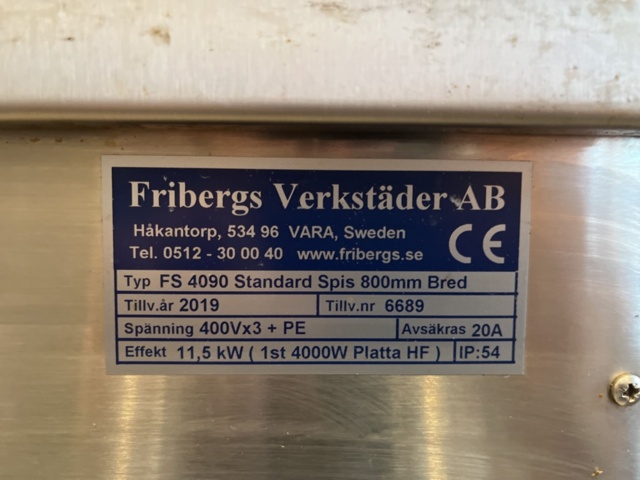 Fribergs Verkstäder AB
Håkantorp, 534 96 VARA, Sweden
Tel. 0512 - 30 00 40 www.fribergs.se
CE
Typ FS 4090 Standard Spis 800mm Bred
Tillv.år 2019 Tillv.nr 6689
Spänning 400Vx3 + PE Avsäkras 20A
Effekt 11,5 kW ( 1st 4000W Platta HF ) IP:54